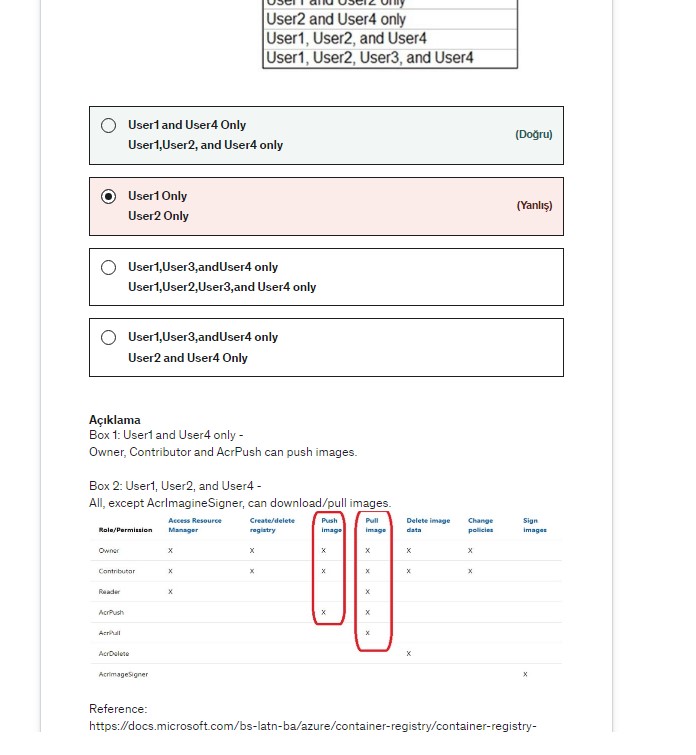 User1 and User2 only
User2 and User4 only
User1, User2, and User4
User1, User2, User3, and User4
User1 and User4 Only
User1,User2, and User4 only
(Doğru)
User1 Only
User2 Only
(Yanlış)
User1,User3,andUser4 only
User1,User2,User3,and User4 only
User1,User3,andUser4 only
User2 and User4 Only
Açıklama
Box 1: User1 and User4 only -
Owner, Contributor and AcrPush can push images.
Box 2: User1, User2, and User4 -
All, except AcrImagineSigner, can download/pull images.
Role/Permission Access Resource Manager Create/delete registry Push image Pull image Delete image data Change policies Sign images
Owner X X X X X X
Contributor X X X X X X
Reader X X
AcrPush X X
AcrPull X
AcrDelete X
AcrImageSigner X
Reference:
https://docs.microsoft.com/bs-latn-ba/azure/container-registry/container-registry-